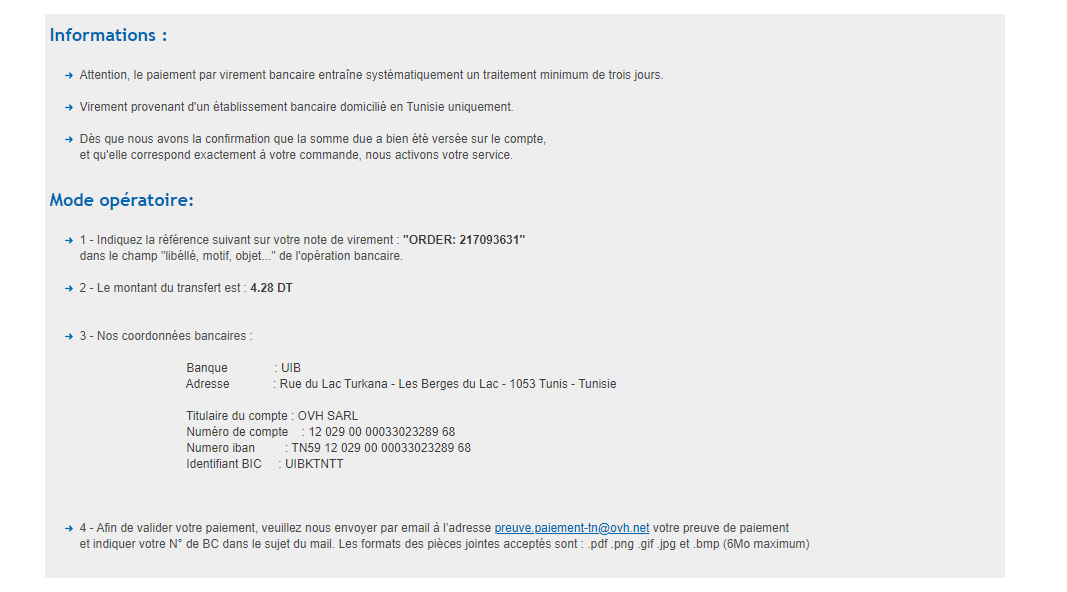 Informations :
Attention, le paiement par virement bancaire entraîne systématiquement un traitement minimum de trois jours.
Virement provenant d'un établissement bancaire domicilié en Tunisie uniquement.
Dès que nous avons la confirmation que la somme due a bien été versée sur le compte,
et qu'elle correspond exactement à votre commande, nous activons votre service.
Mode opératoire:
1 - Indiquez la référence suivant sur votre note de virement : "ORDER: 217093631"
dans le champ "libéllé, motif, objet..." de l'opération bancaire.
2 - Le montant du transfert est : 4.28 DT
3 - Nos coordonnées bancaires :
Banque : UIB
Adresse : Rue du Lac Turkana - Les Berges du Lac - 1053 Tunis - Tunisie
Titulaire du compte : OVH SARL
Numéro de compte : 12 029 00 00033023289 68
Numero iban : TN59 12 029 00 00033023289 68
Identifiant BIC : UIBKTNTT
4 - Afin de valider votre paiement, veuillez nous envoyer par email à l'adresse preuve.paiement-tn@ovh.net votre preuve de paiement
et indiquer votre N° de BC dans le sujet du mail. Les formats des pièces jointes acceptés sont : .pdf .png .gif .jpg et .bmp (6Mo maximum)